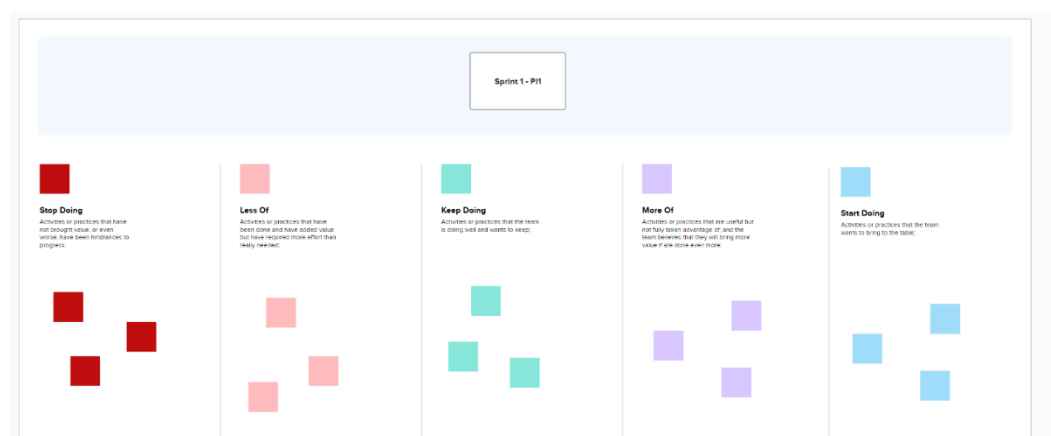 Sprint 1 - PI1
Stop Doing
Activities or practices that have
not brought value, or even
worse, have been hindrances to
progress;
Less Of
Activities or practices that have
been done and have added value
but have required more effort than
really needed;
Keep Doing
Activities or practices that the team
is doing well and wants to keep;
More Of
Activities or practices that are useful but
not fully taken advantage of; and the
team believes that they will bring more
value if are done even more;
Start Doing
Activities or practices that the team
wants to bring to the table;